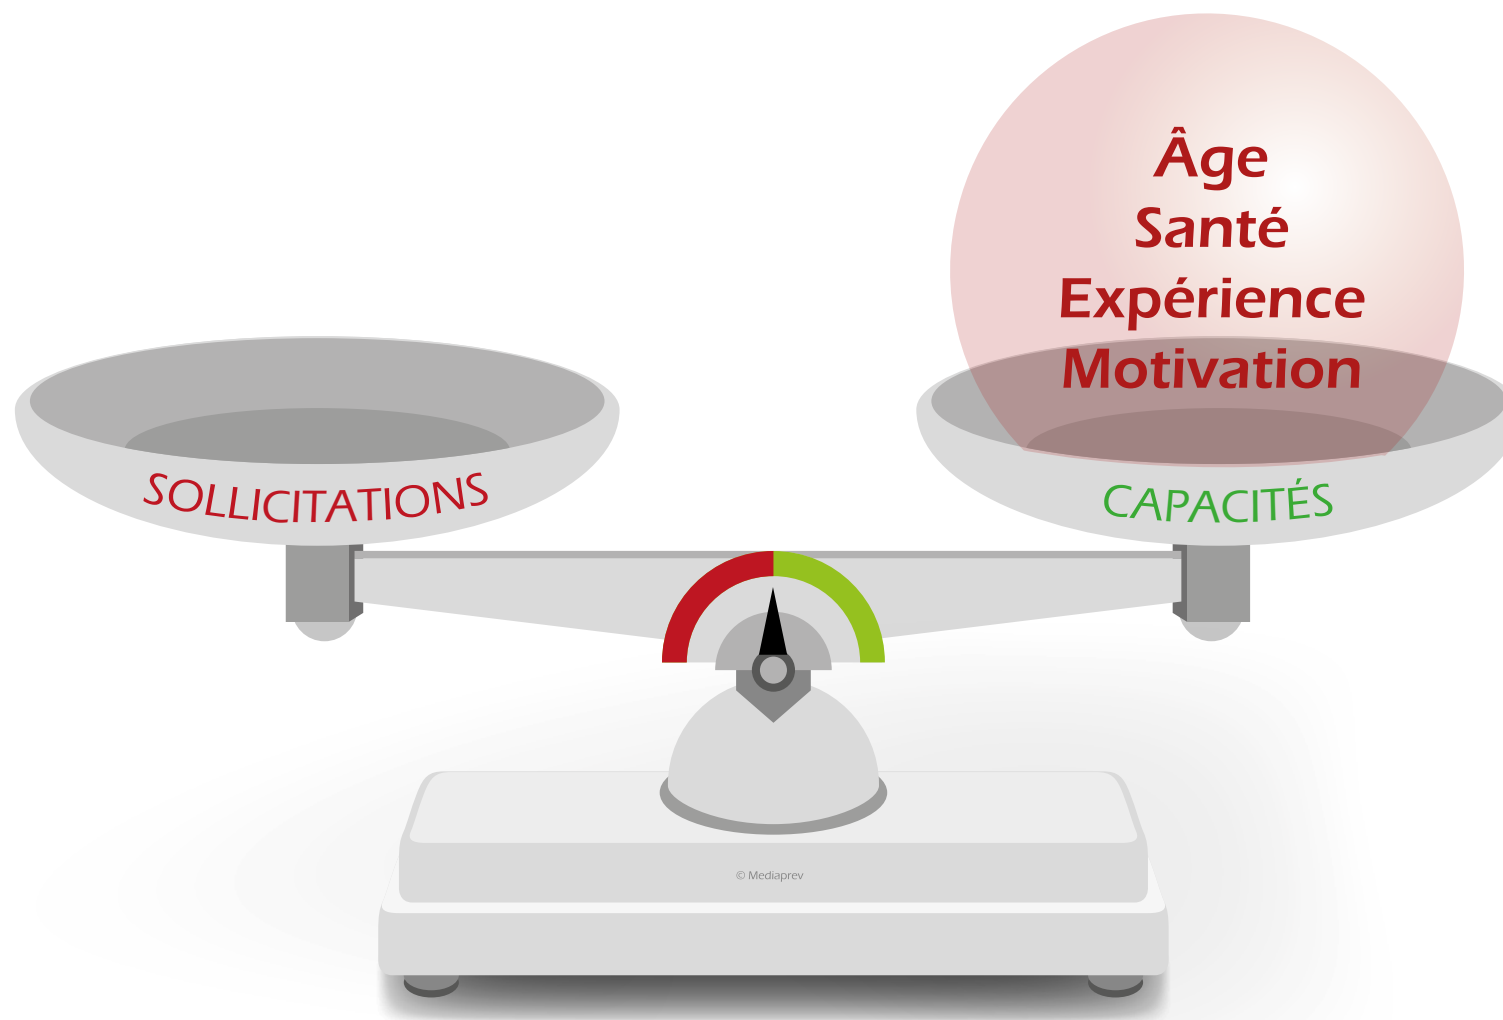 Âge
Santé
Expérience
Motivation
SOLLICITATIONS
CAPACITÉS
© Mediaprev